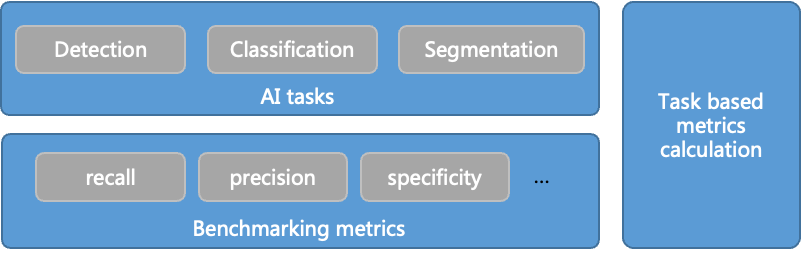 Detection
Classification
Segmentation
AI tasks
recall
precision
specificity
...
Benchmarking metrics
Task based
metrics
calculation